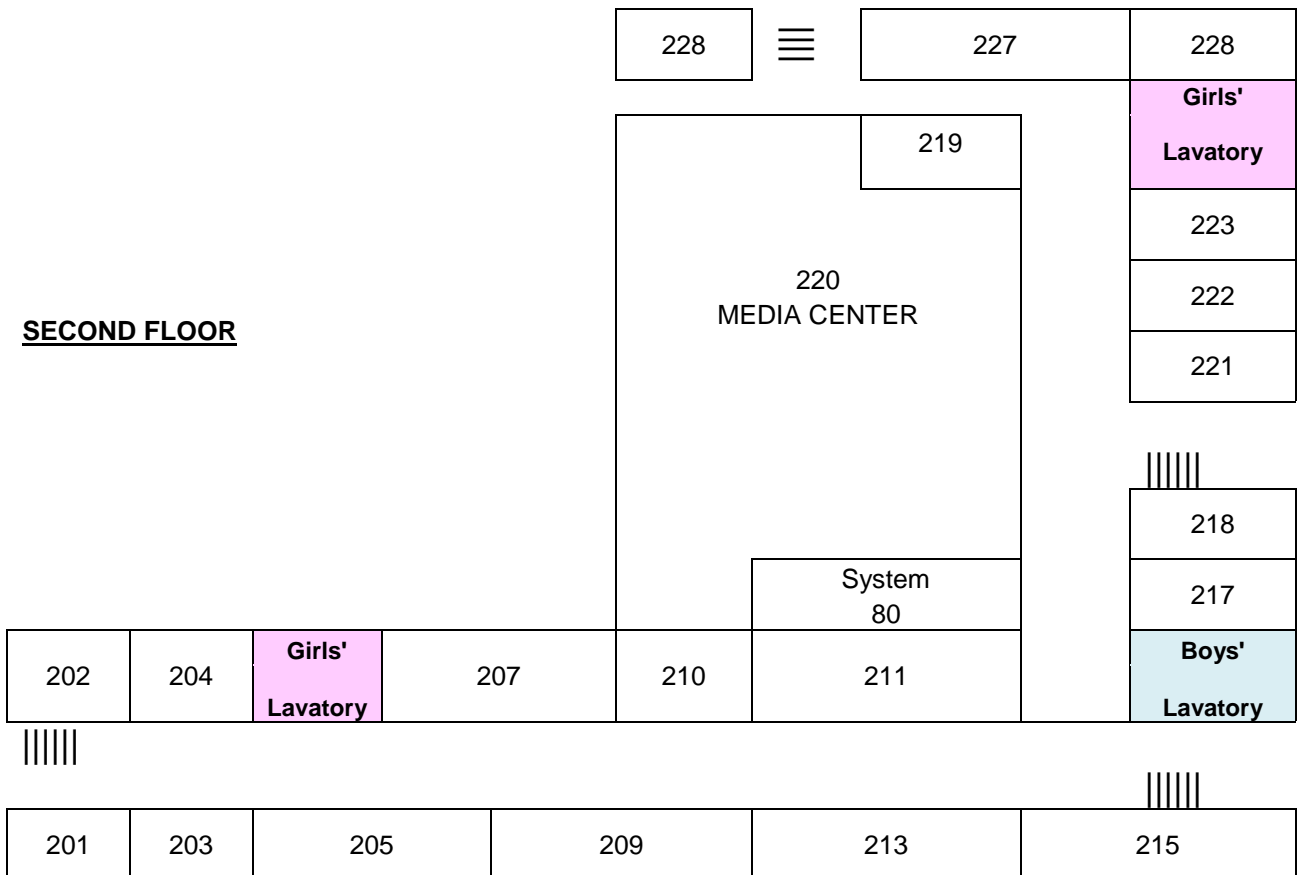 228 227 228
Girls'
Lavatory
219
223
220
MEDIA CENTER
222
SECOND FLOOR
221
218
System
80
217
202 204 Girls'
Lavatory 207 210 211 Boys'
Lavatory
201 203 205 209 213 215